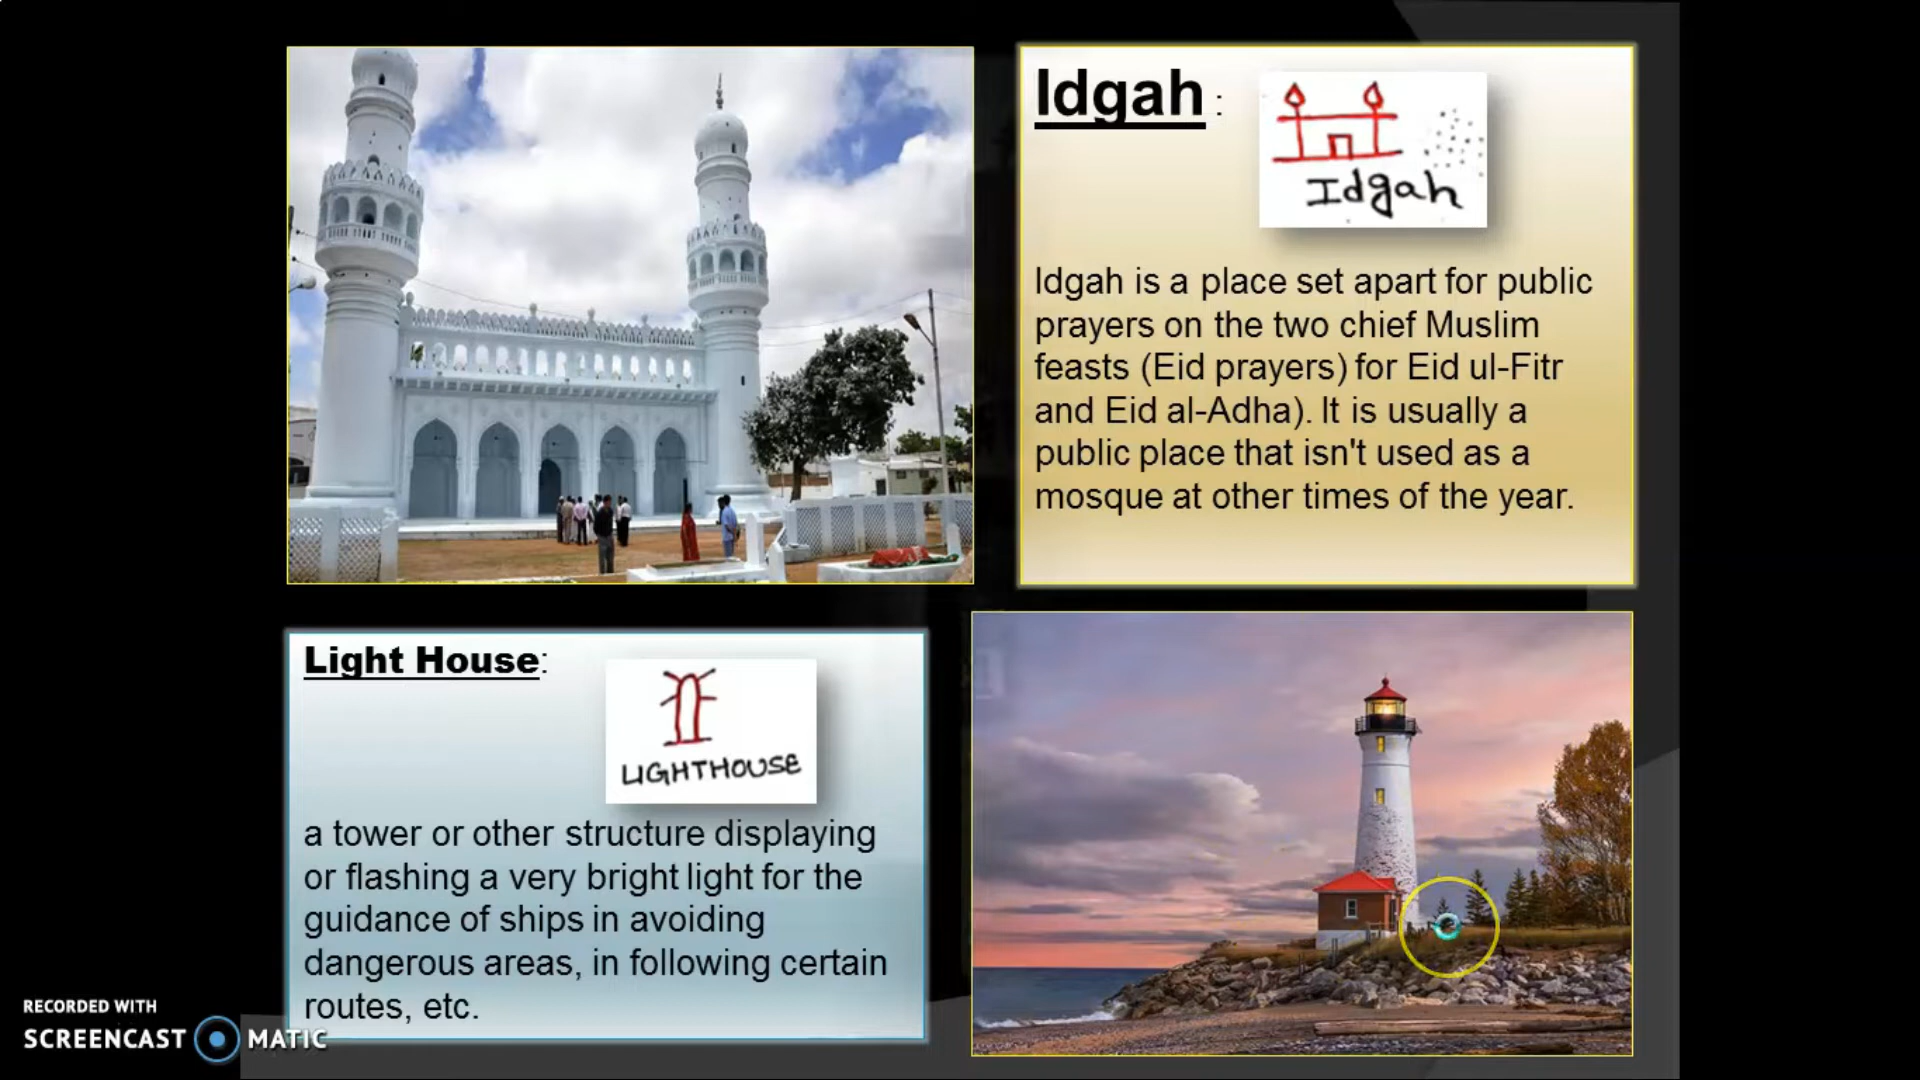 Idgah :
Idgah
Idgah is a place set apart for public
prayers on the two chief Muslim
feasts (Eid prayers) for Eid ul-Fitr
and Eid al-Adha). It is usually a
public place that isn't used as a
mosque at other times of the year.
Light House:
LIGHTHOUSE
a tower or other structure displaying
or flashing a very bright light for the
guidance of ships in avoiding
dangerous areas, in following certain
routes, etc.
RECORDED WITH
SCREENCAST MATIC